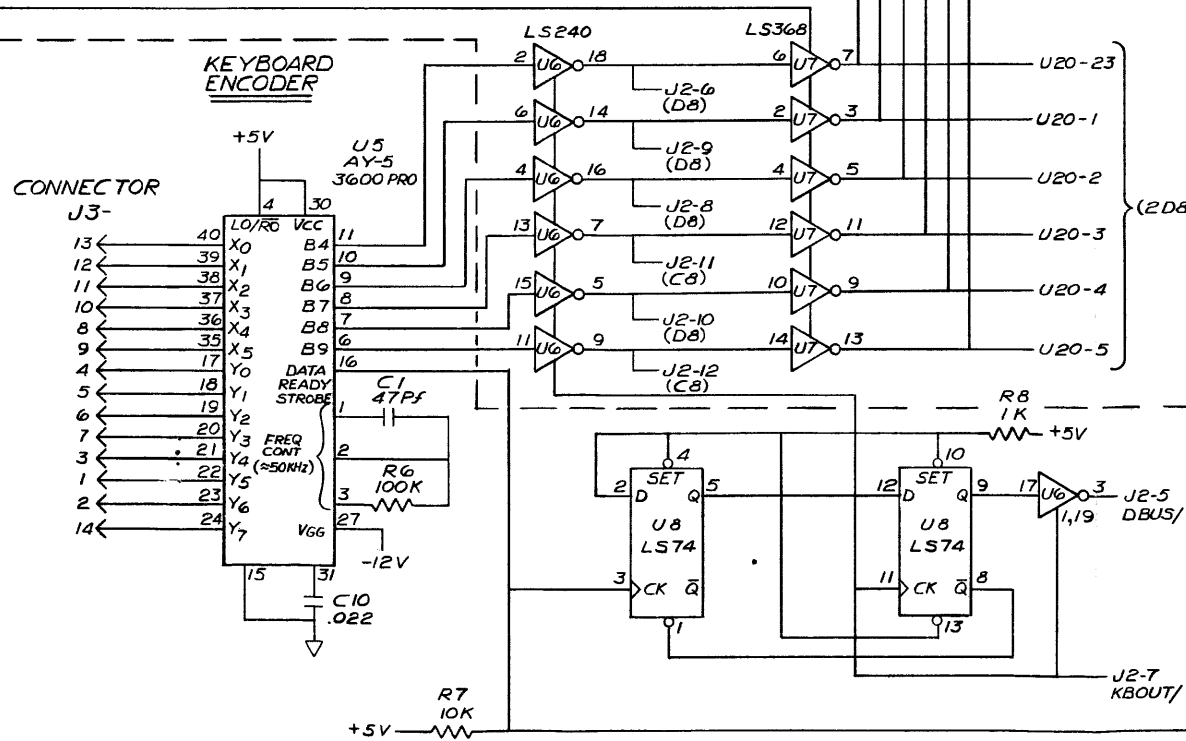 KEYBOARD
ENCODER
LS240
LS368
+5V
U5
AY-5
3600 PRO
CONNECTOR
J3-
4 30
LO/RO VCC
13 40 X0 B4 11
12 39 X1 B5 10
11 38 X2 B6 9
10 37 X3 B7 8
8 36 X4 B8 7
9 35 X5 B9 6
4 17 Y0 DATA READY STROBE 16
5 18 Y1
6 19 Y2 1
7 20 Y3
3 21 Y4 2
1 22 Y5
2 23 Y6 3
14 24 Y7 VGG 27
FREQ
CONT
(≈50KHz)
C1
47Pf
R6
100K
-12V
15 31
C10
.022
2 U6 18 6 U7 7 U20-23
J2-6
(D8)
6 U6 14 2 U7 3 U20-1
J2-9
(D8)
4 U6 16 4 U7 5 U20-2
J2-8
(D8)
13 U6 7 12 U7 11 U20-3
J2-11
(C8)
15 U6 5 10 U7 9 U20-4
J2-10
(D8)
11 U6 9 14 U7 13 U20-5
J2-12
(C8)
(2D8
R8
1K
+5V
4
SET
2 D Q 5
U8
LS74
3 CK Q̅
1
10
SET
12 D Q 9
U8
LS74
11 CK Q̅ 8
13
17 U6 3 J2-5
1,19 DBUS/
J2-7
KBOUT/
R7
10K
+5V